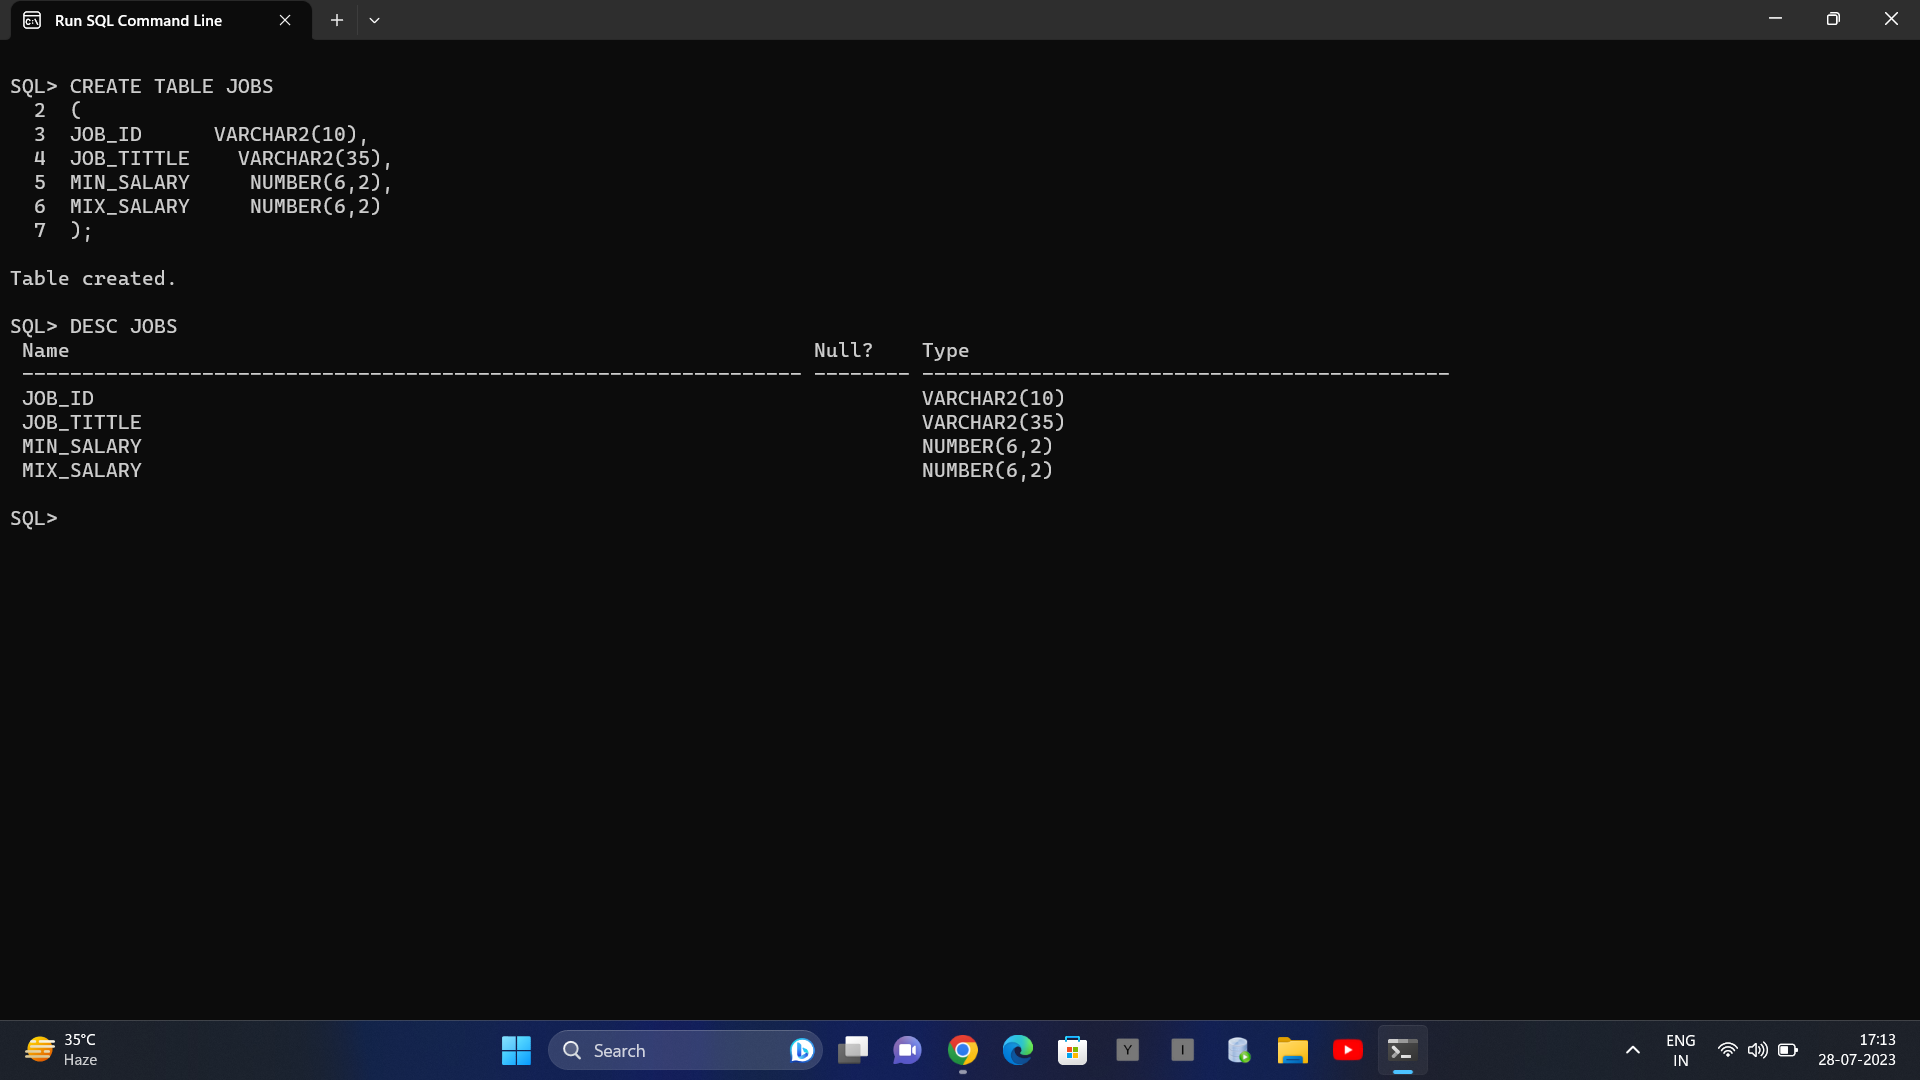 Run SQL Command Line
SQL> CREATE TABLE JOBS
  2  (
  3  JOB_ID      VARCHAR2(10),
  4  JOB_TITTLE    VARCHAR2(35),
  5  MIN_SALARY     NUMBER(6,2),
  6  MIX_SALARY     NUMBER(6,2)
  7  );
Table created.
SQL> DESC JOBS
 Name                                                              Null?    Type
 ----------------------------------------------------------------- -------- --------------------------------------------
 JOB_ID                                                                     VARCHAR2(10)
 JOB_TITTLE                                                                 VARCHAR2(35)
 MIN_SALARY                                                                 NUMBER(6,2)
 MIX_SALARY                                                                 NUMBER(6,2)
SQL>
35°C
Haze
Search
Y
I
ENG
IN
17:13
28-07-2023